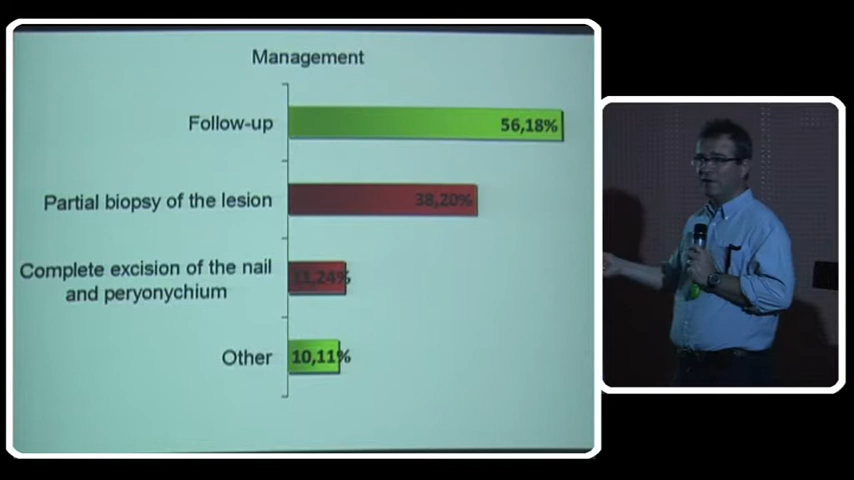 Management
Follow-up
56,18%
Partial biopsy of the lesion
38,20%
Complete excision of the nail
and peryonychium
11,24%
Other
10,11%